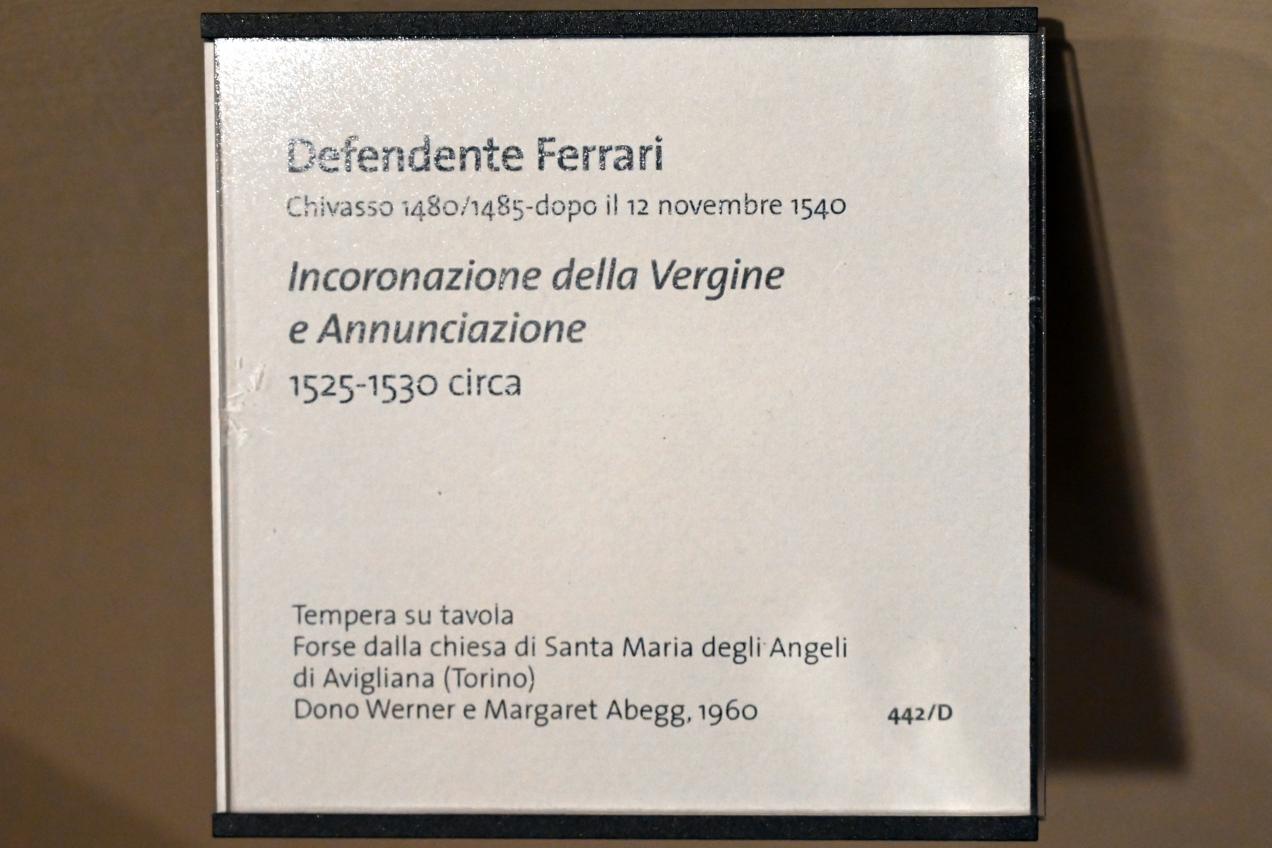 Defendente Ferrari
Chivasso 1480/1485-dopo il 12 novembre 1540
Incoronazione della Vergine
e Annunciazione
1525-1530 circa
Tempera su tavola
Forse dalla chiesa di Santa Maria degli Angeli
di Avigliana (Torino)
Dono Werner e Margaret Abegg, 1960
442/D